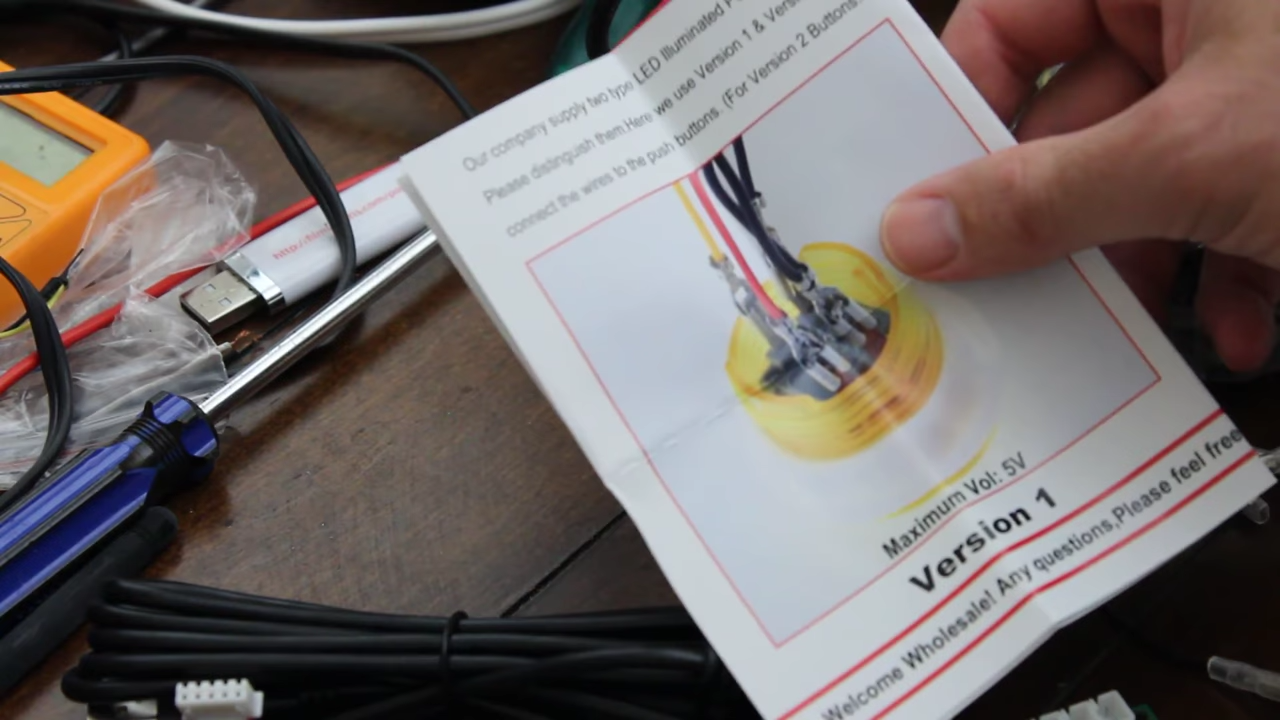 Our company supply two type LED Illuminated
Please distinguish them.Here we use Version 1 &
connect the wires to the push buttons. (For Version 2 Buttons,
Maximum Vol: 5V
Version 1
Welcome Wholesale! Any questions,Please feel free